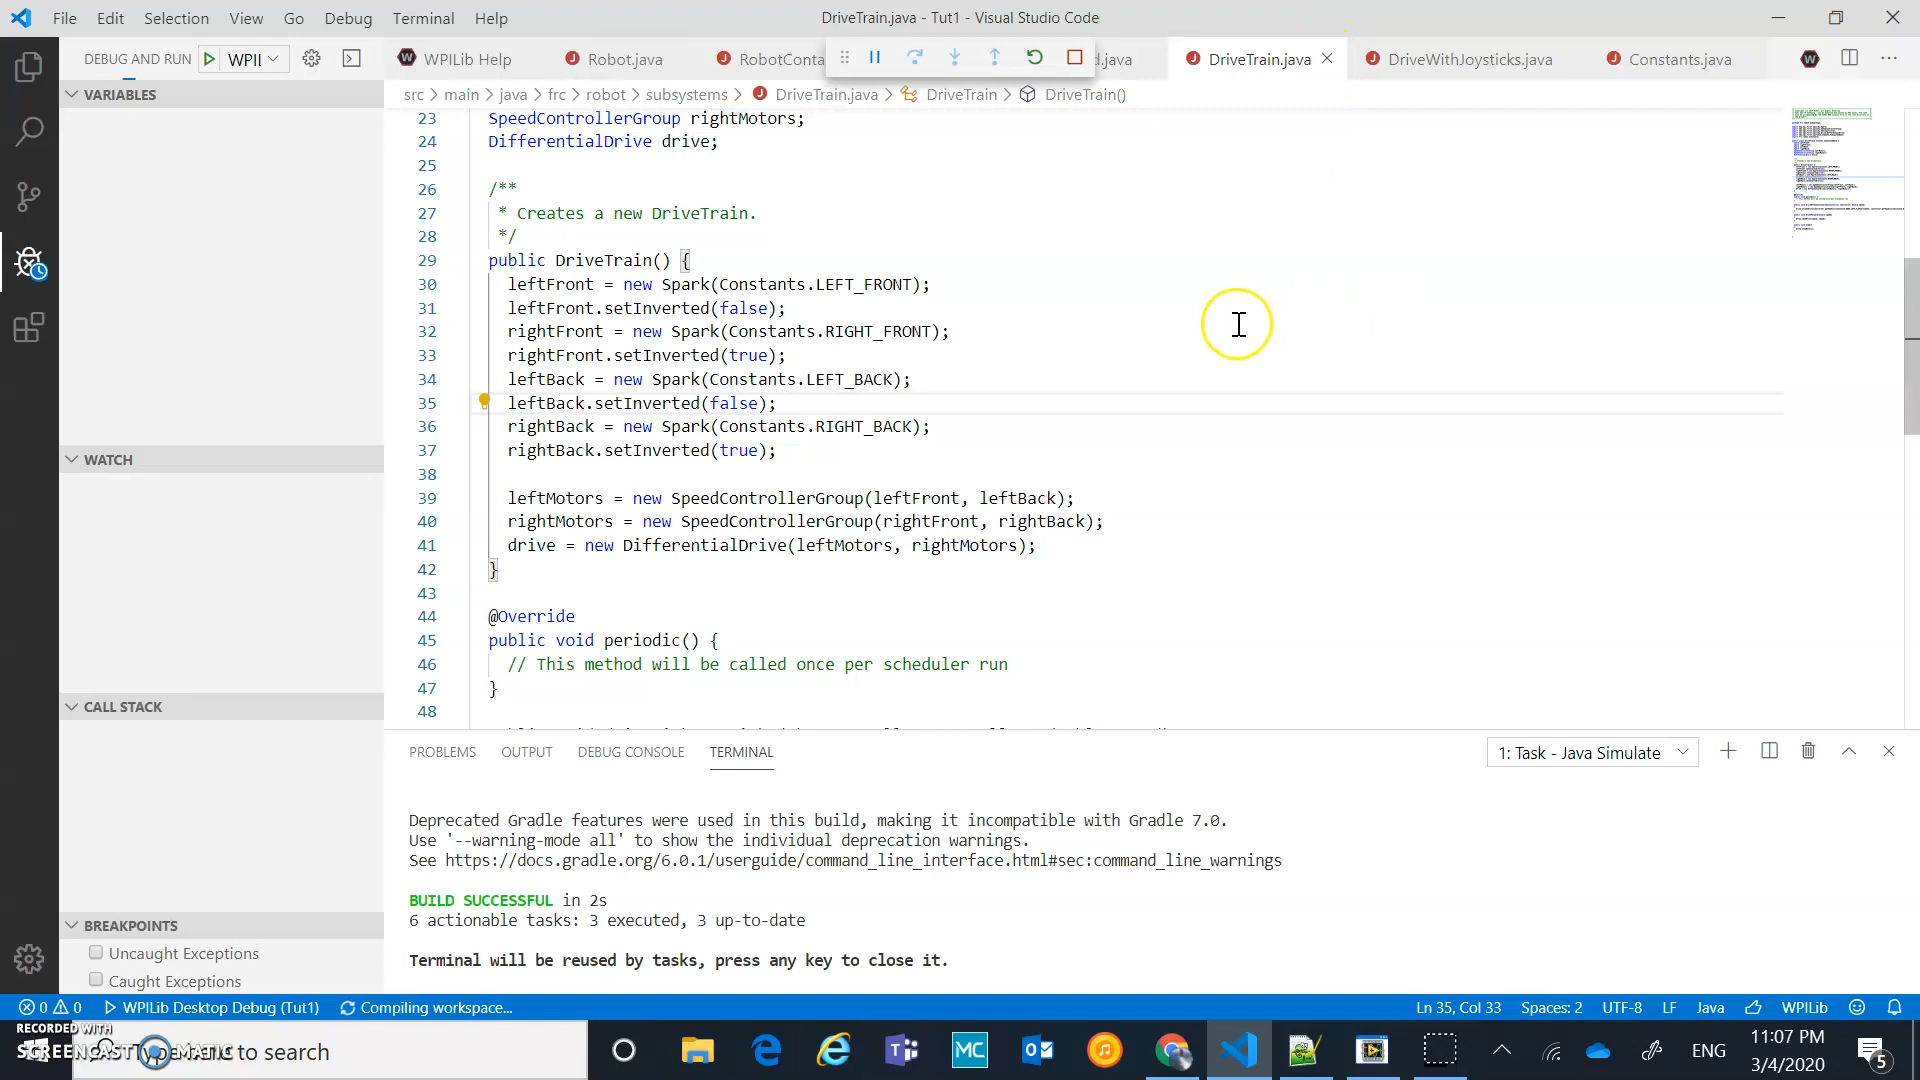 File Edit Selection View Go Debug Terminal Help
DriveTrain.java - Tut1 - Visual Studio Code
DEBUG AND RUN WPII
WPILib Help Robot.java RobotConta d.java DriveTrain.java DriveWithJoysticks.java Constants.java
src > main > java > frc > robot > subsystems > DriveTrain.java > DriveTrain > DriveTrain()
VARIABLES
WATCH
CALL STACK
BREAKPOINTS
Uncaught Exceptions
Caught Exceptions
23 SpeedControllerGroup rightMotors;
24 DifferentialDrive drive;
25
26 /**
27 * Creates a new DriveTrain.
28 */
29 public DriveTrain() {
30 leftFront = new Spark(Constants.LEFT_FRONT);
31 leftFront.setInverted(false);
32 rightFront = new Spark(Constants.RIGHT_FRONT);
33 rightFront.setInverted(true);
34 leftBack = new Spark(Constants.LEFT_BACK);
35 leftBack.setInverted(false);
36 rightBack = new Spark(Constants.RIGHT_BACK);
37 rightBack.setInverted(true);
38
39 leftMotors = new SpeedControllerGroup(leftFront, leftBack);
40 rightMotors = new SpeedControllerGroup(rightFront, rightBack);
41 drive = new DifferentialDrive(leftMotors, rightMotors);
42 }
43
44 @Override
45 public void periodic() {
46 // This method will be called once per scheduler run
47 }
48
PROBLEMS OUTPUT DEBUG CONSOLE TERMINAL
1: Task - Java Simulate
Deprecated Gradle features were used in this build, making it incompatible with Gradle 7.0.
Use '--warning-mode all' to show the individual deprecation warnings.
See https://docs.gradle.org/6.0.1/userguide/command_line_interface.html#sec:command_line_warnings
BUILD SUCCESSFUL in 2s
6 actionable tasks: 3 executed, 3 up-to-date
Terminal will be reused by tasks, press any key to close it.
0 0 WPILib Desktop Debug (Tut1) Compiling workspace...
Ln 35, Col 33 Spaces: 2 UTF-8 LF Java WPILib
RECORDED WITH
SCREENCAST MATIC
Type here to search
ENG
11:07 PM
3/4/2020
5